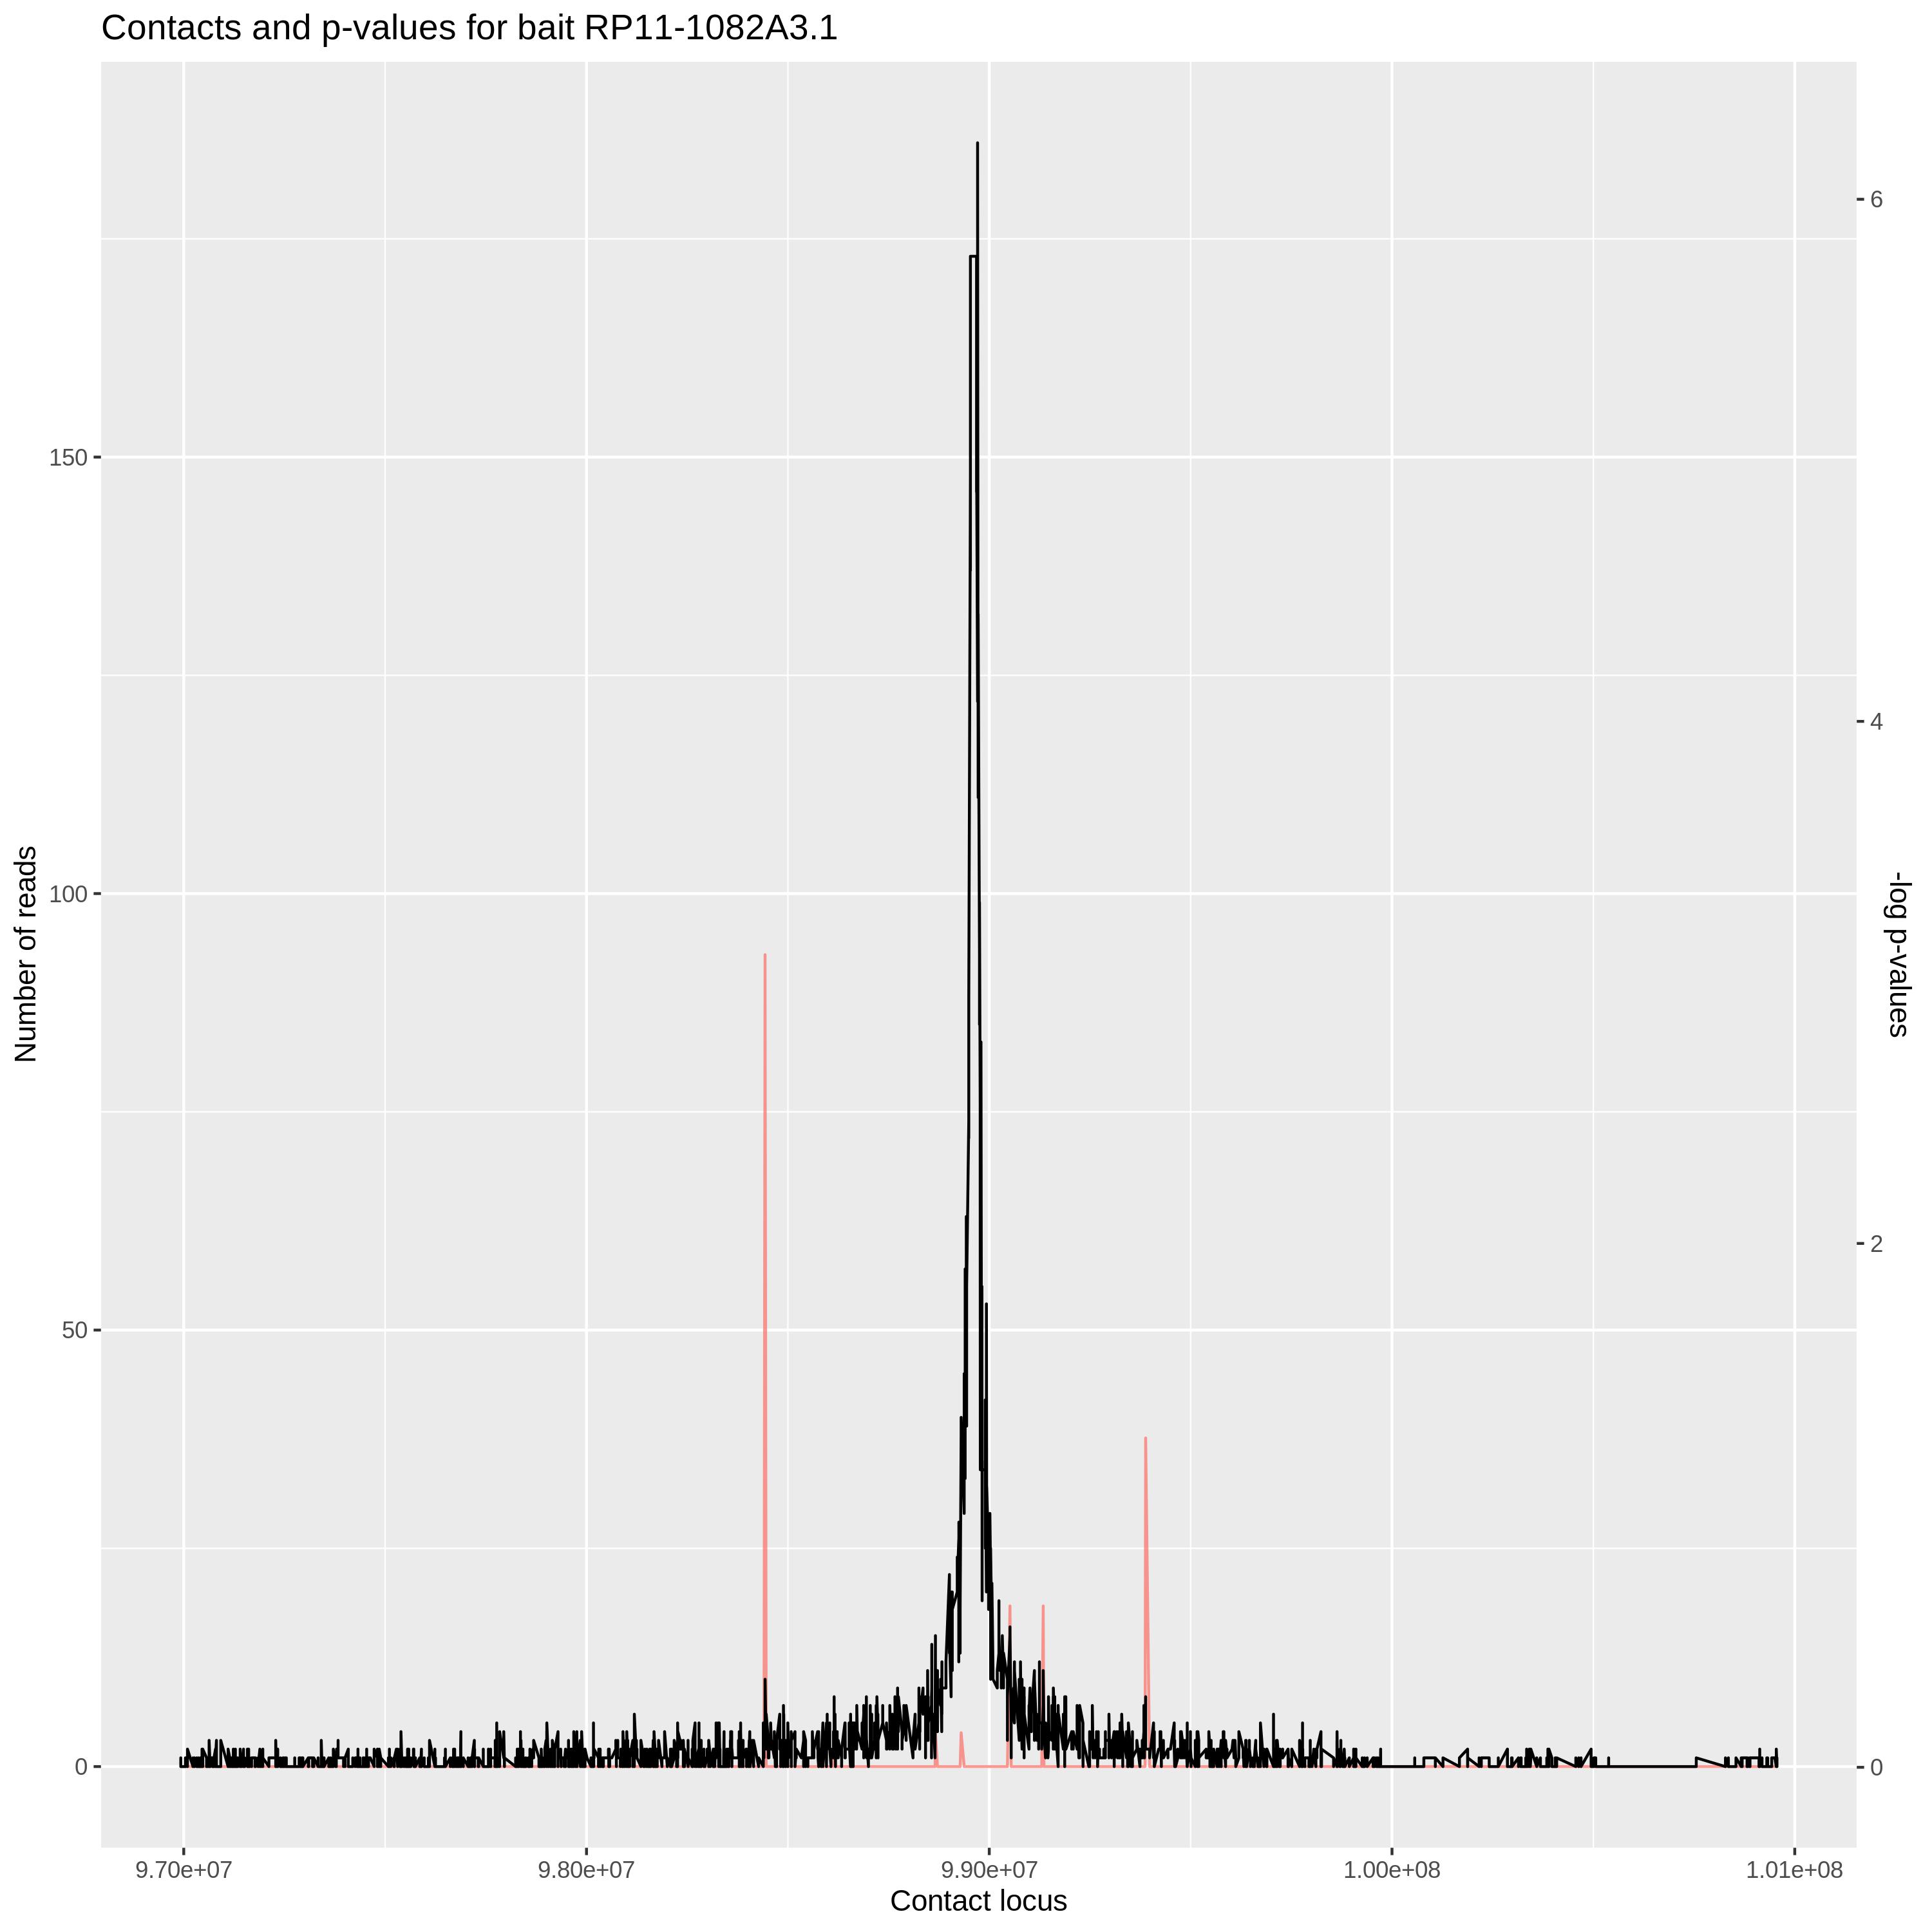 Contacts and p-values for bait RP11-1082A3.1
Number of reads
150
100
50
0
6
4
2
0
-log p-values
9.70e+07 9.80e+07 9.90e+07 1.00e+08 1.01e+08
Contact locus